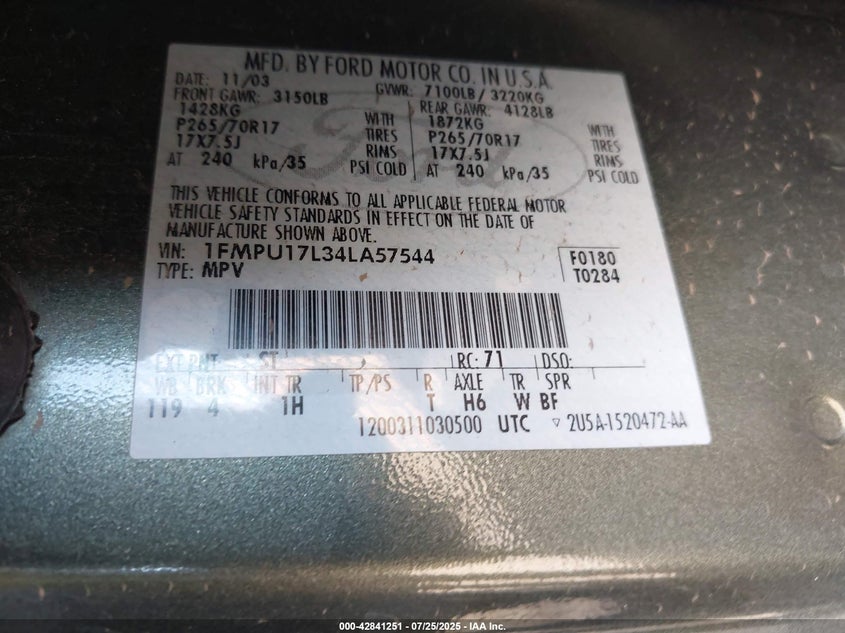 MFD. BY FORD MOTOR CO. IN U.S.A.
DATE: 11/03 GVWR: 7100LB / 3220KG
FRONT GAWR: 3150LB REAR GAWR: 4128LB
1428KG WITH 1872KG WITH
P265/70R17 TIRES P265/70R17 TIRES
17X7.5J RIMS 17X7.5J RIMS
AT 240 kPa/35 PSI COLD AT 240 kPa/35 PSI COLD
Ford
THIS VEHICLE CONFORMS TO ALL APPLICABLE FEDERAL MOTOR
VEHICLE SAFETY STANDARDS IN EFFECT ON THE DATE OF
MANUFACTURE SHOWN ABOVE.
VIN: 1FMPU17L34LA57544 F0180
TYPE: MPV T0284
EXT PNT ST RC: 71 DSO:
WB BRK INT TR TP/PS R AXLE TR SPR
119 4 1H T H6 W BF
1200311030500 UTC ▽ 2U5A-1520472-AA
000-42841251 - 07/25/2025 - IAA Inc.